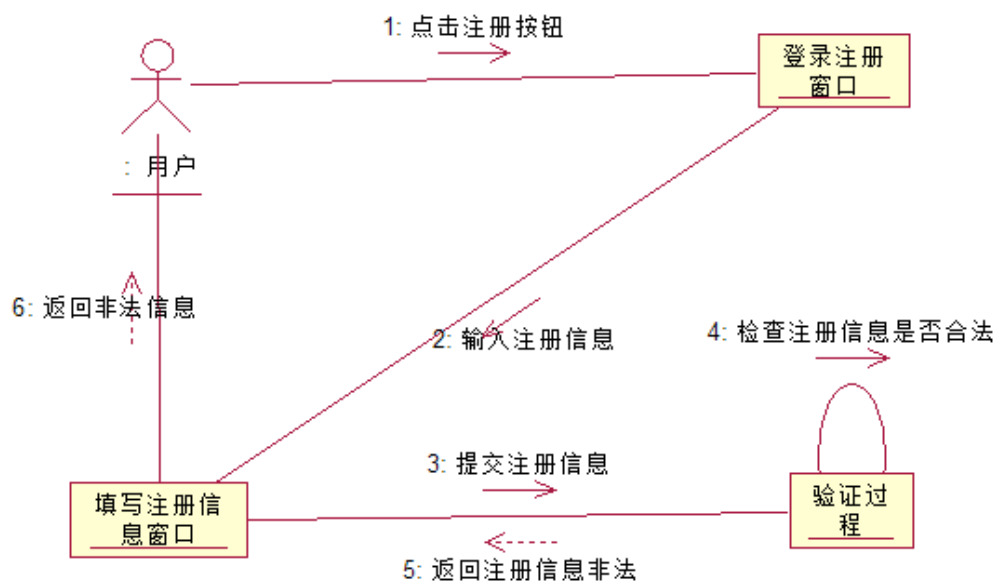 1: 点击注册按钮
登录注册
窗口
: 用户
6: 返回非法信息
2: 输入注册信息
4: 检查注册信息是否合法
3: 提交注册信息
填写注册信
息窗口
验证过
程
5: 返回注册信息非法